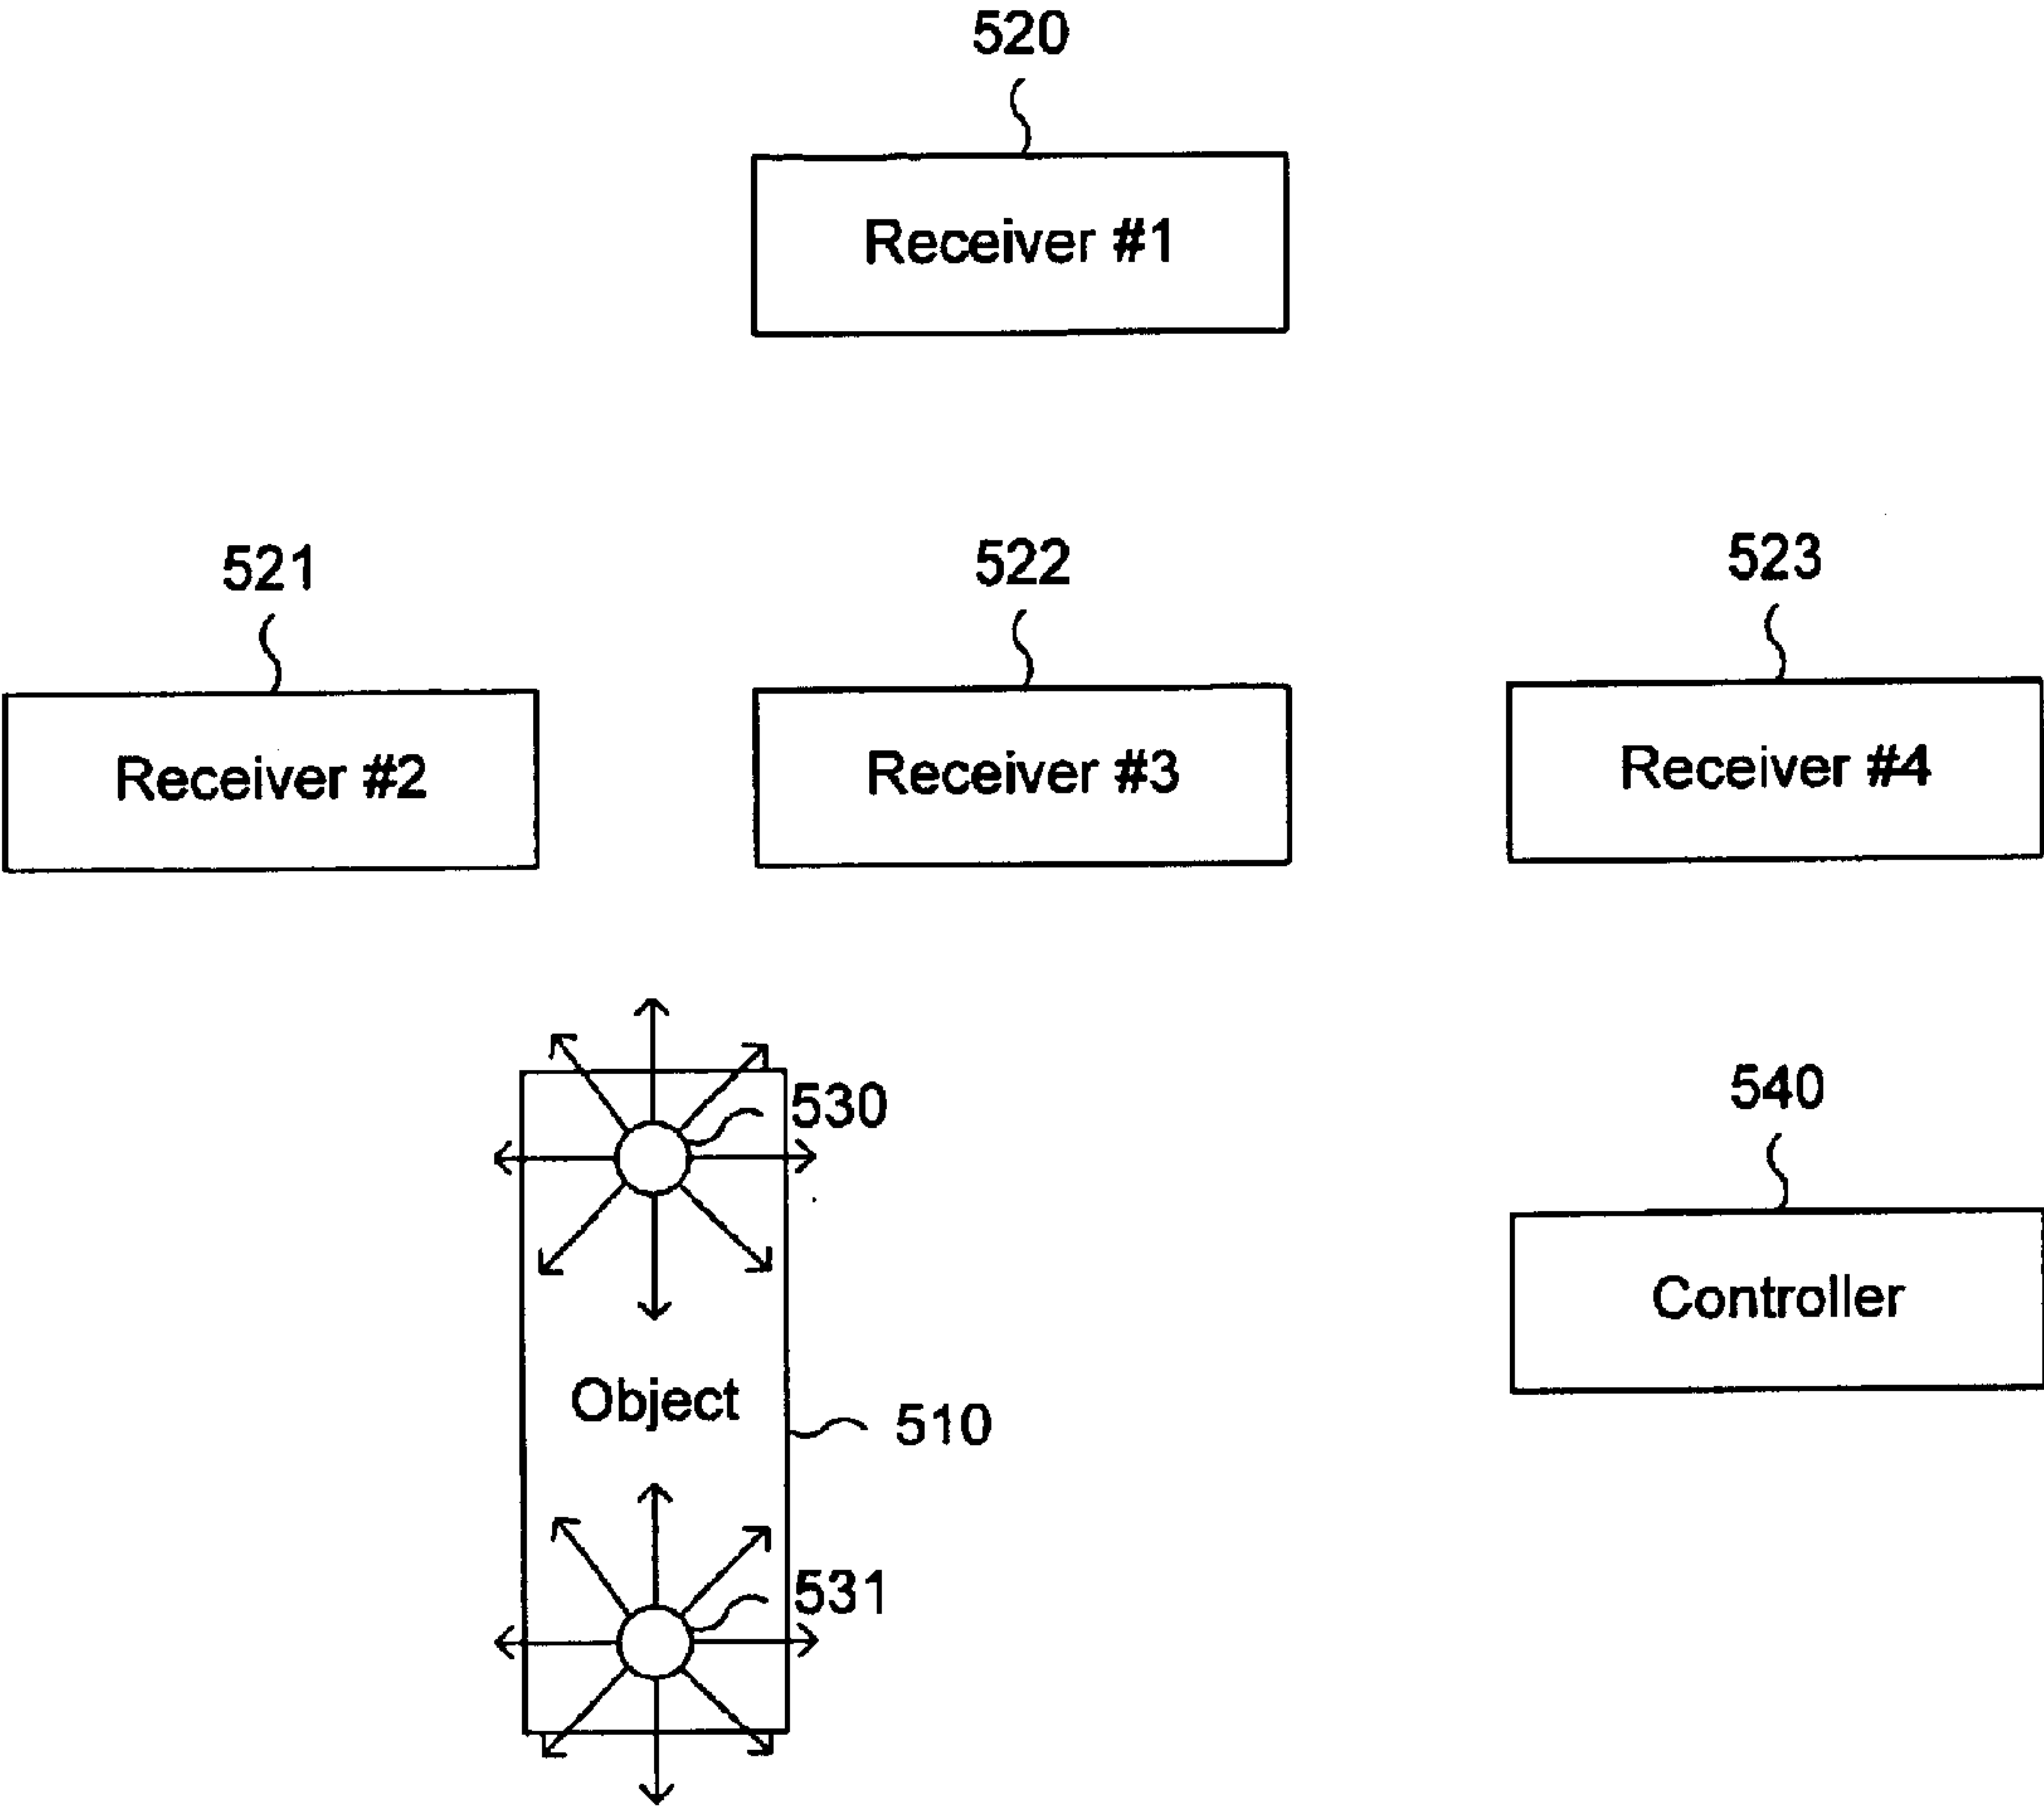 520
Receiver #1
521
522
523
Receiver #2
Receiver #3
Receiver #4
530
540
Controller
Object
510
531